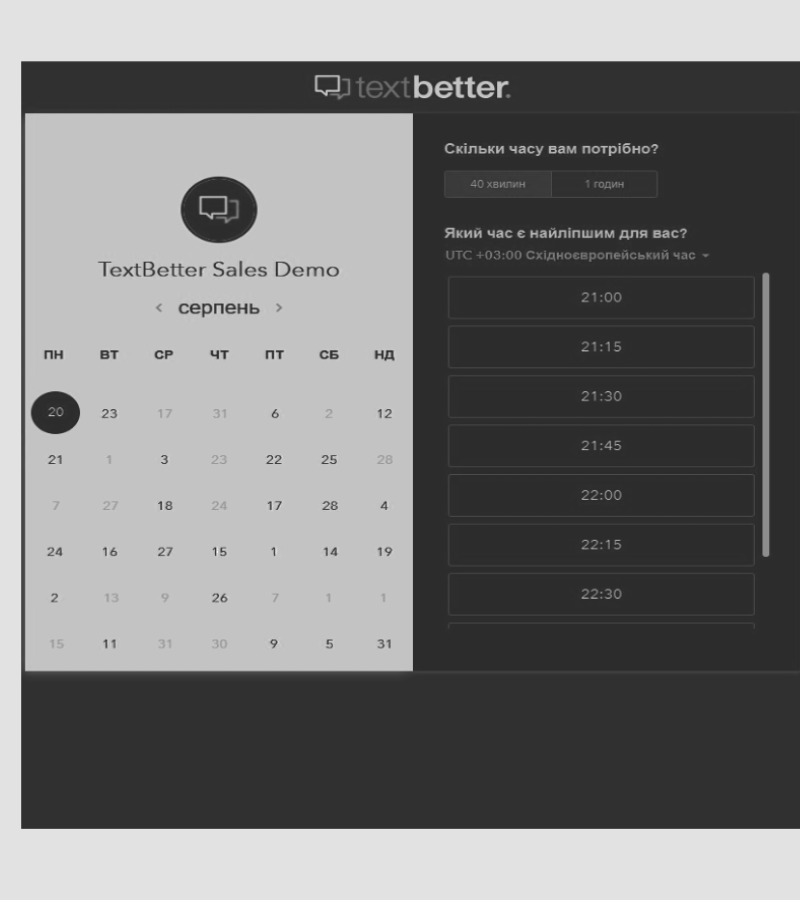 textbetter.
TextBetter Sales Demo
< серпень >
ПН ВТ СР ЧТ ПТ СБ НД
20 23 17 31 6 2 12
21 1 3 23 22 25 28
7 27 18 24 17 28 4
24 16 27 15 1 14 19
2 13 9 26 7 1 1
15 11 31 30 9 5 31
Скільки часу вам потрібно?
40 хвилин 1 годин
Який час є найліпшим для вас?
UTC +03:00 Східноєвропейський час
21:00
21:15
21:30
21:45
22:00
22:15
22:30